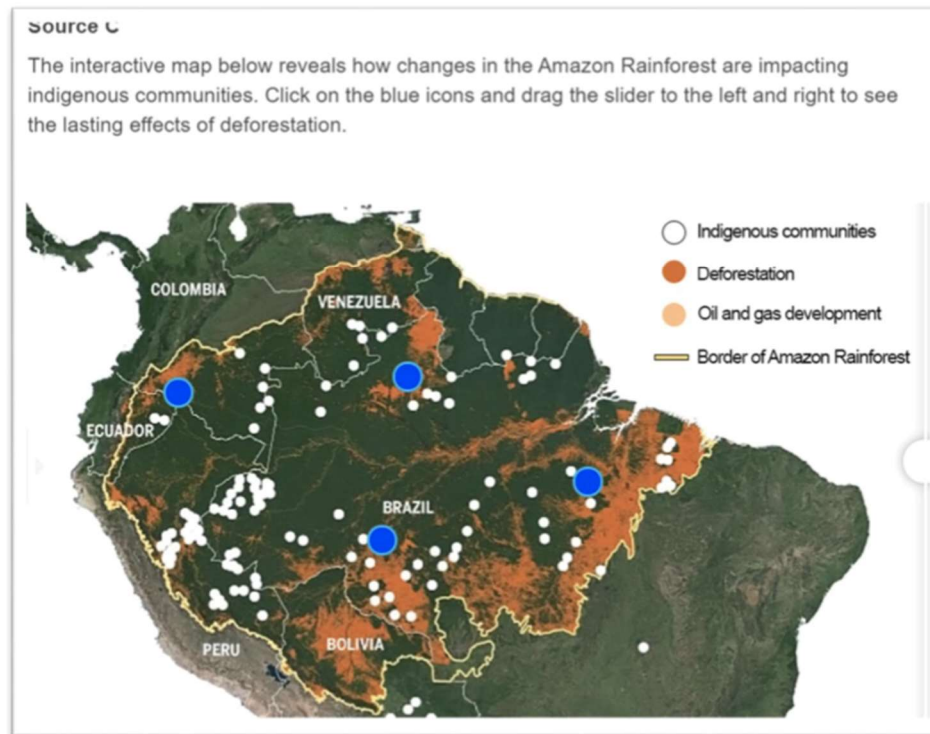 Source C
The interactive map below reveals how changes in the Amazon Rainforest are impacting
indigenous communities. Click on the blue icons and drag the slider to the left and right to see
the lasting effects of deforestation.
Indigenous communities
Deforestation
Oil and gas development
Border of Amazon Rainforest
COLOMBIA
VENEZUELA
ECUADOR
BRAZIL
PERU
BOLIVIA